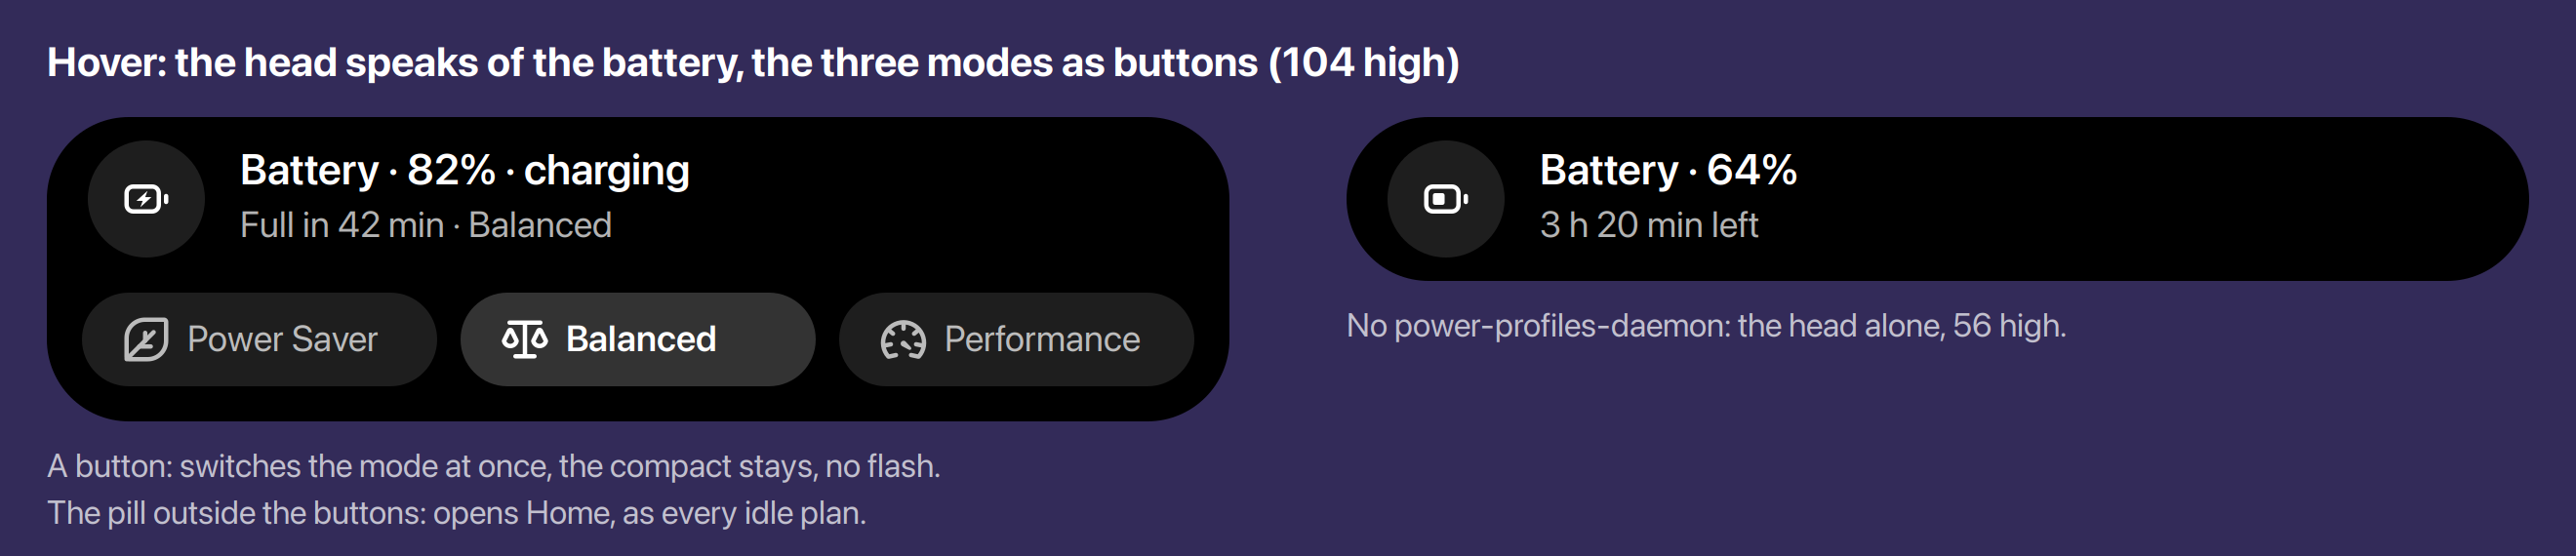 Hover: the head speaks of the battery, the three modes as buttons (104 high)
Battery · 82% · charging
Full in 42 min · Balanced
Power Saver
Balanced
Performance
A button: switches the mode at once, the compact stays, no flash.
The pill outside the buttons: opens Home, as every idle plan.
Battery · 64%
3 h 20 min left
No power-profiles-daemon: the head alone, 56 high.